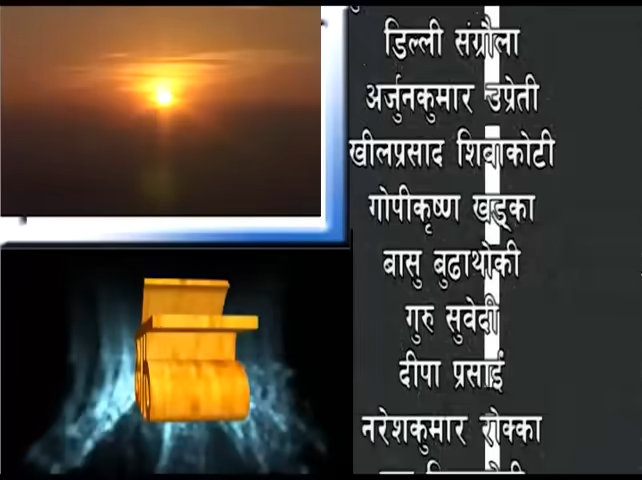 डिल्ली संग्रौला
अर्जुनकुमार उप्रेती
खीलप्रसाद शिवाकोटी
गोपीकृष्ण खड्का
बासु बुढाथोकी
गुरु सुवेदी
दीपा प्रसाईं
नरेशकुमार रोक्का